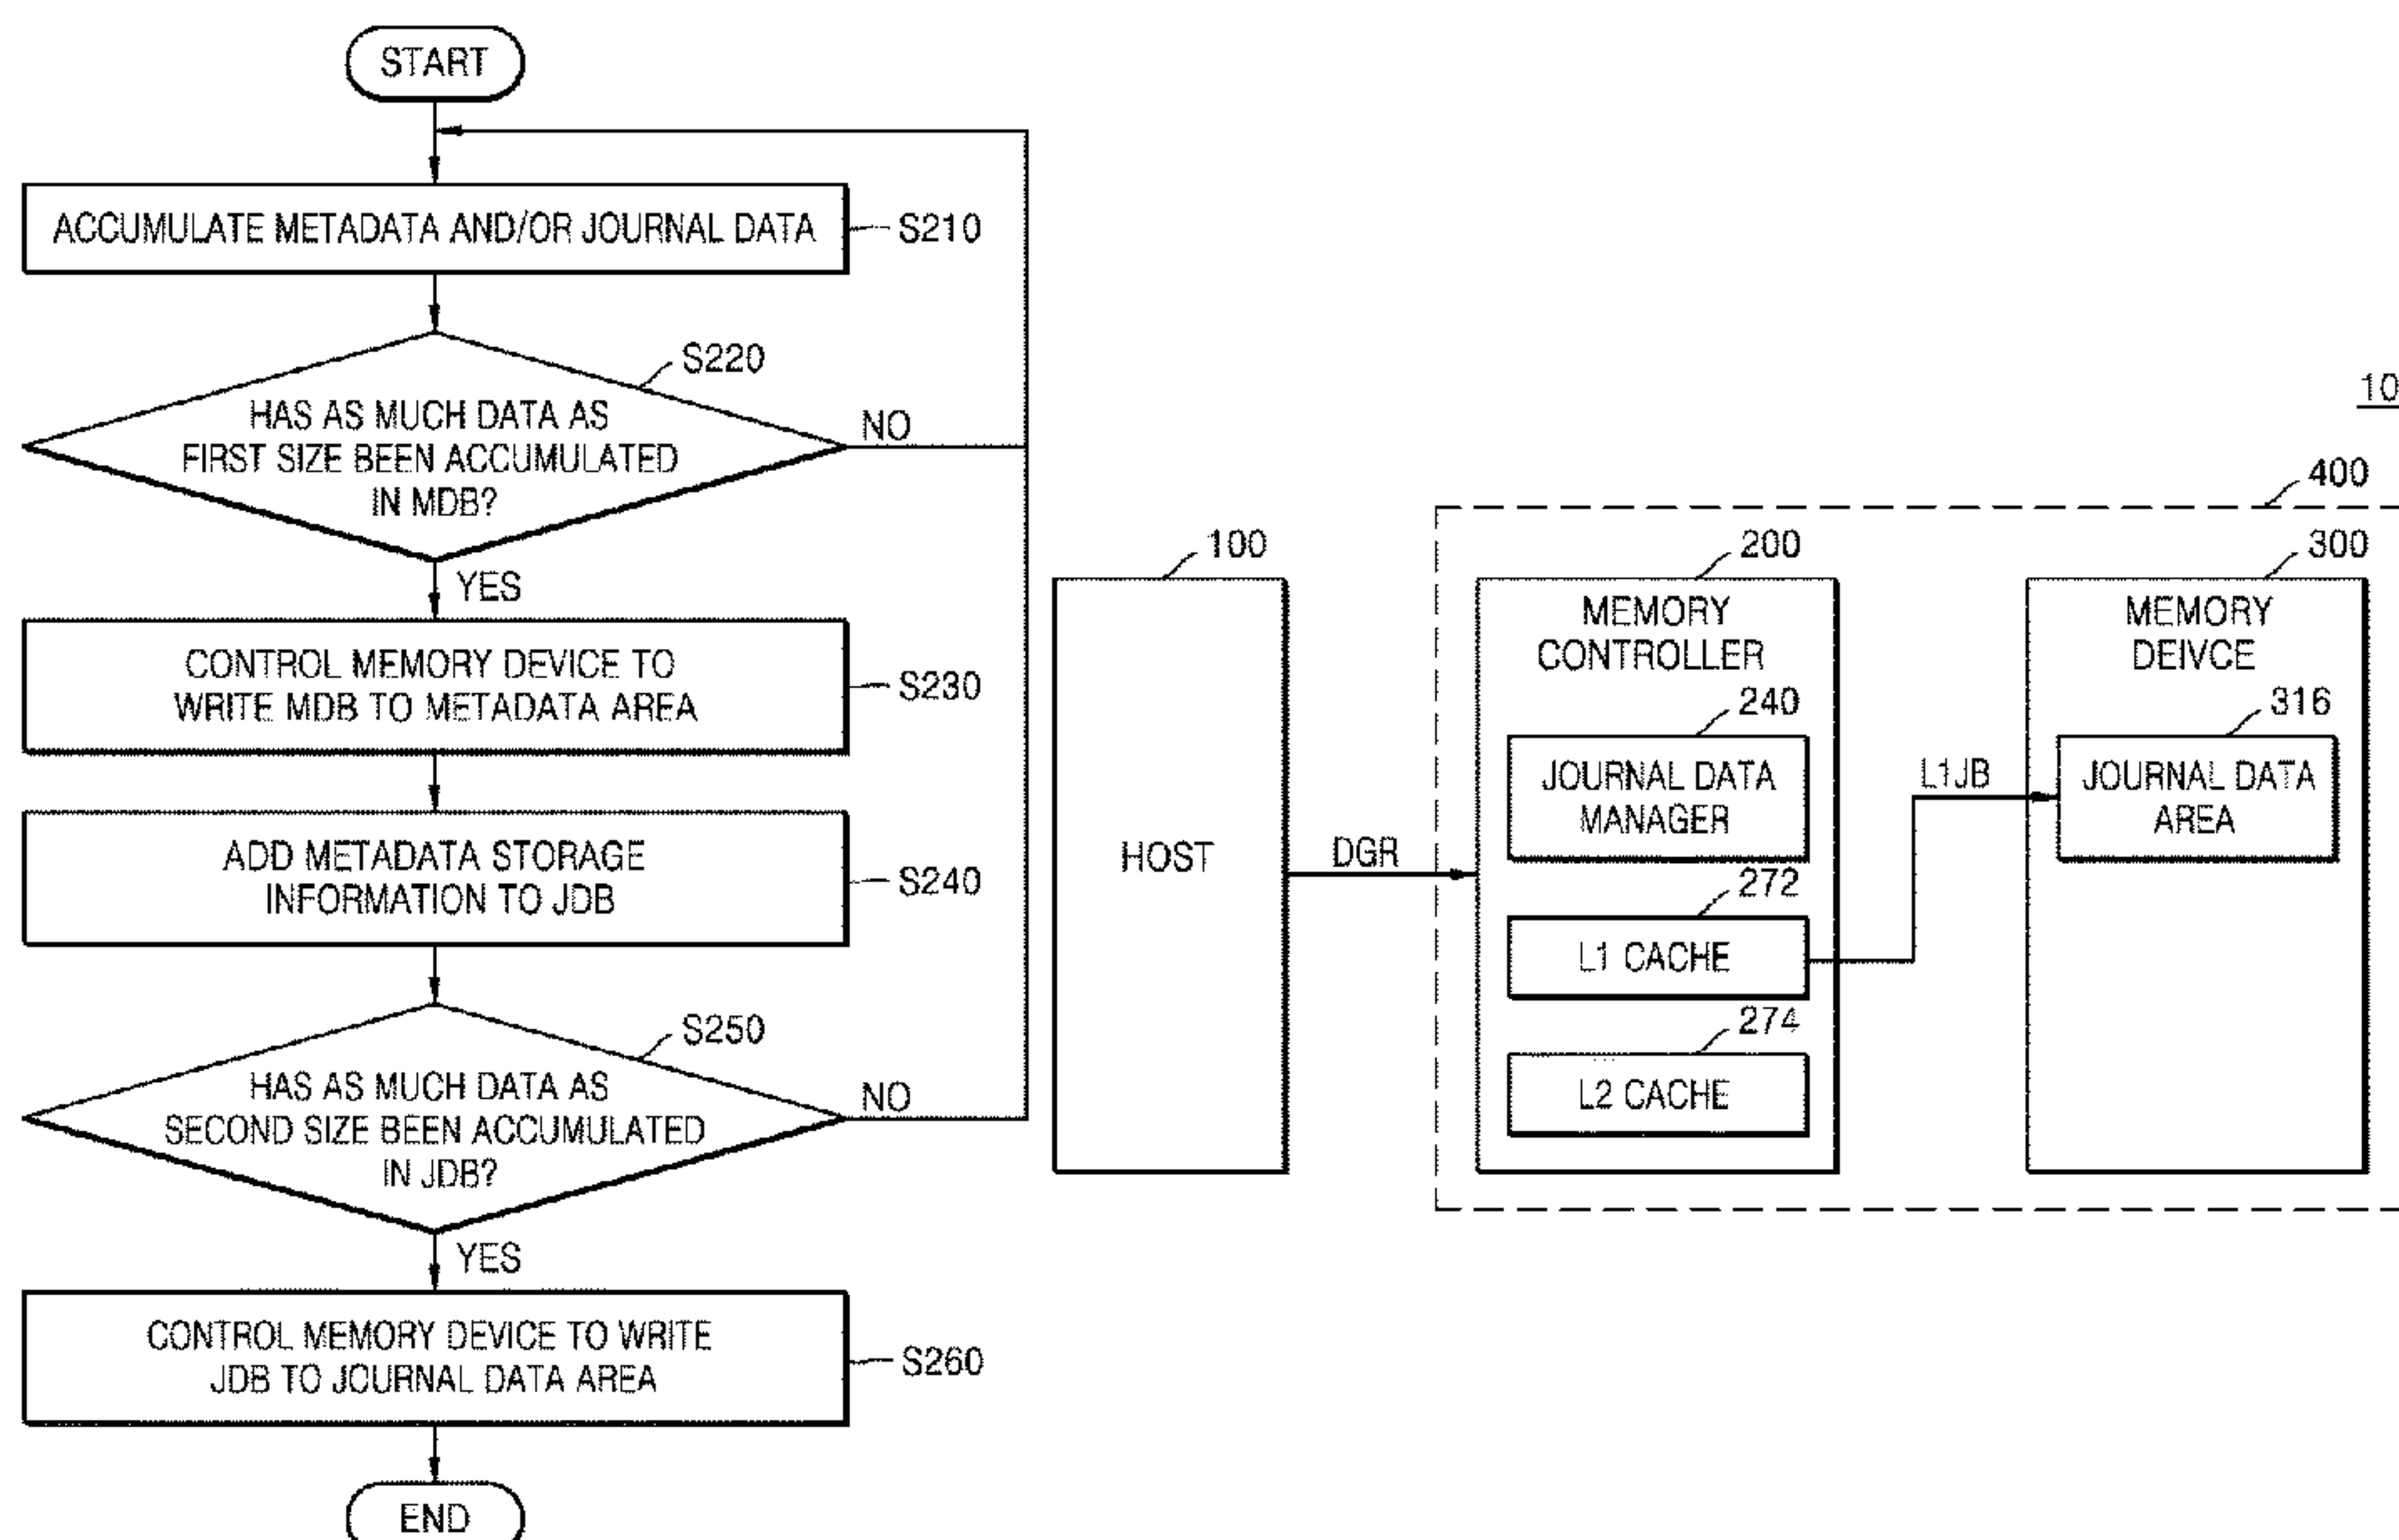 START
ACCUMULATE METADATA AND/OR JOURNAL DATA
S210
S220
HAS AS MUCH DATA AS
FIRST SIZE BEEN ACCUMULATED
IN MDB?
NO
YES
CONTROL MEMORY DEVICE TO
WRITE MDB TO METADATA AREA
S230
ADD METADATA STORAGE
INFORMATION TO JDB
S240
S250
HAS AS MUCH DATA AS
SECOND SIZE BEEN ACCUMULATED
IN JDB?
NO
YES
CONTROL MEMORY DEVICE TO WRITE
JDB TO JOURNAL DATA AREA
S260
END
10
400
100
HOST
DGR
200
MEMORY
CONTROLLER
240
JOURNAL DATA
MANAGER
272
L1 CACHE
274
L2 CACHE
L1JB
300
MEMORY
DEIVCE
316
JOURNAL DATA
AREA